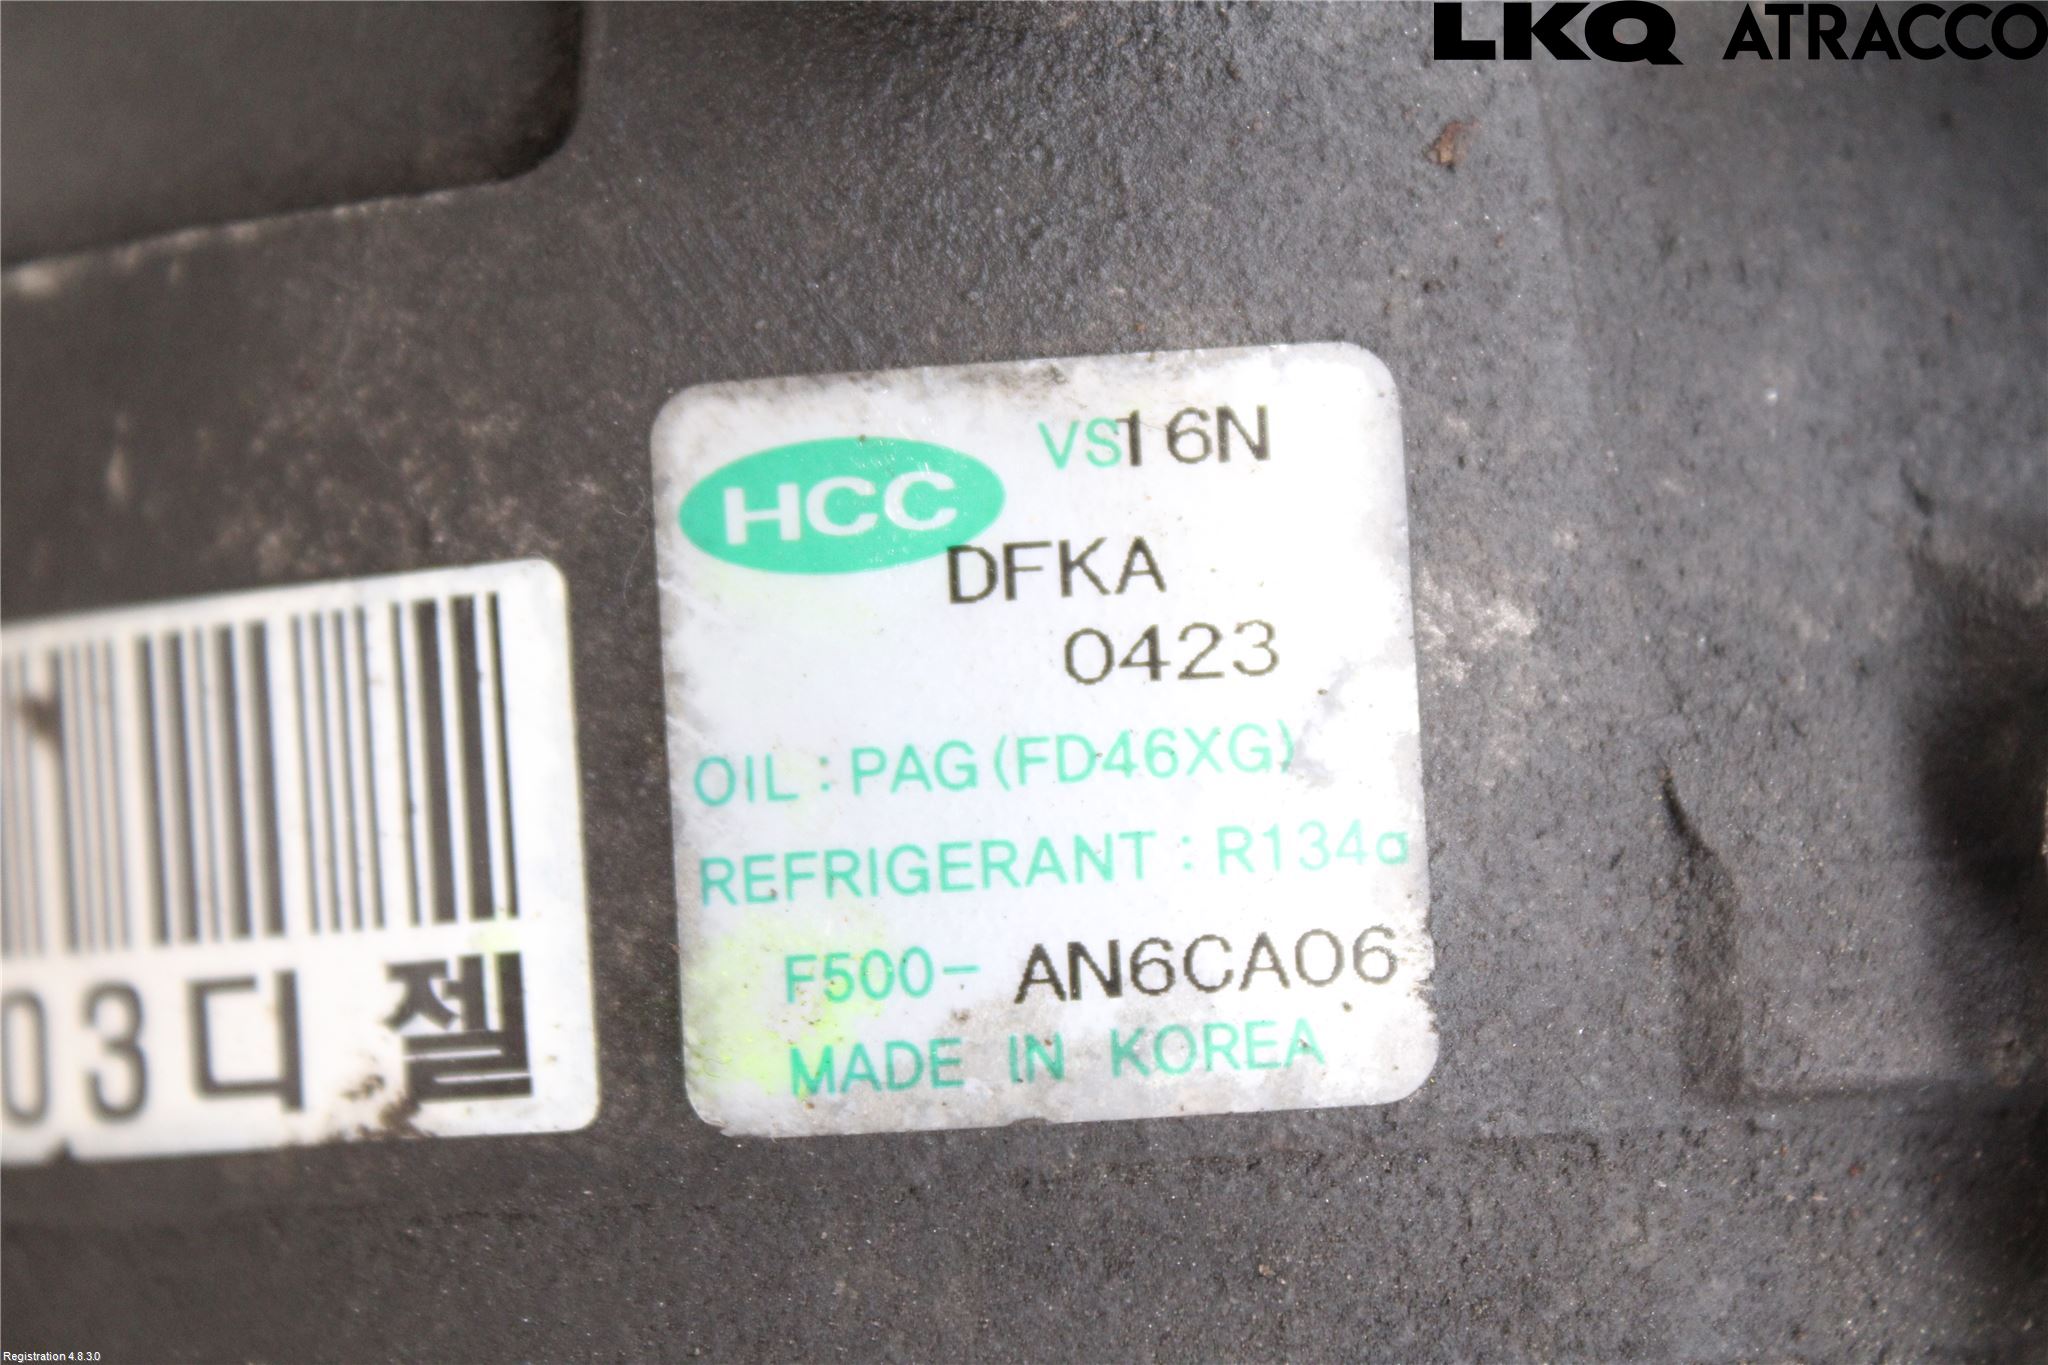 LKQ ATRACCO
VS16N
HCC
DFKA
0423
OIL : PAG (FD46XG)
REFRIGERANT : R134a
F500- AN6CA06
MADE IN KOREA
03디젤
Registration 4.8.3.0